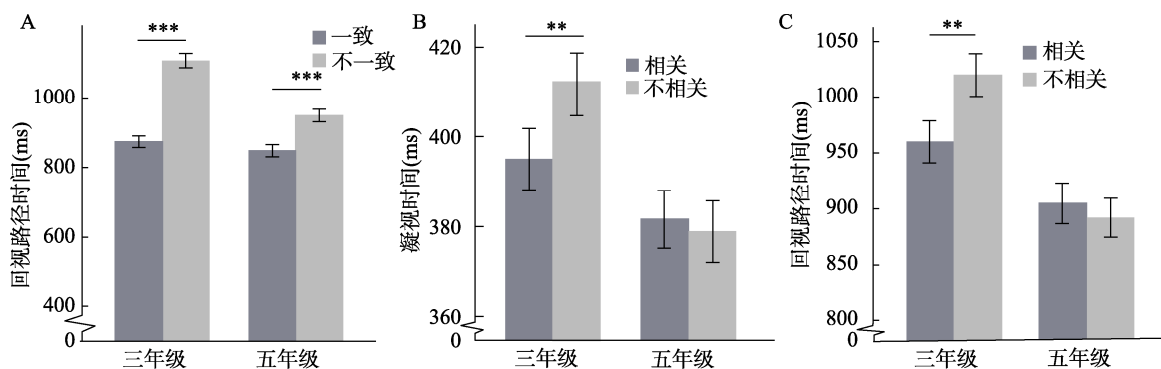 A
回视路径时间(ms)
1000
800
600
400
0
***
***
一致
不一致
三年级
五年级
B
凝视时间(ms)
420
400
380
360
0
**
相关
不相关
三年级
五年级
C
回视路径时间(ms)
1050
1000
950
900
850
800
0
**
相关
不相关
三年级
五年级